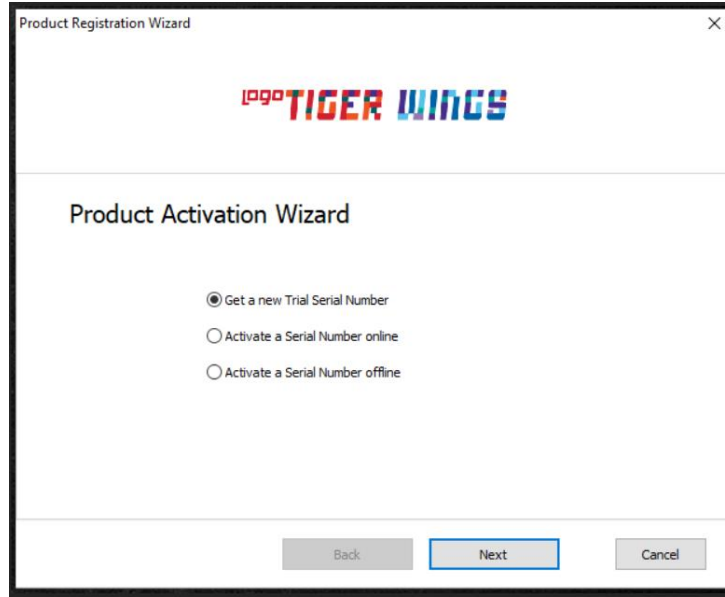 Product Registration Wizard
LOGO TIGER WINGS
Product Activation Wizard
Get a new Trial Serial Number
Activate a Serial Number online
Activate a Serial Number offline
Back Next Cancel